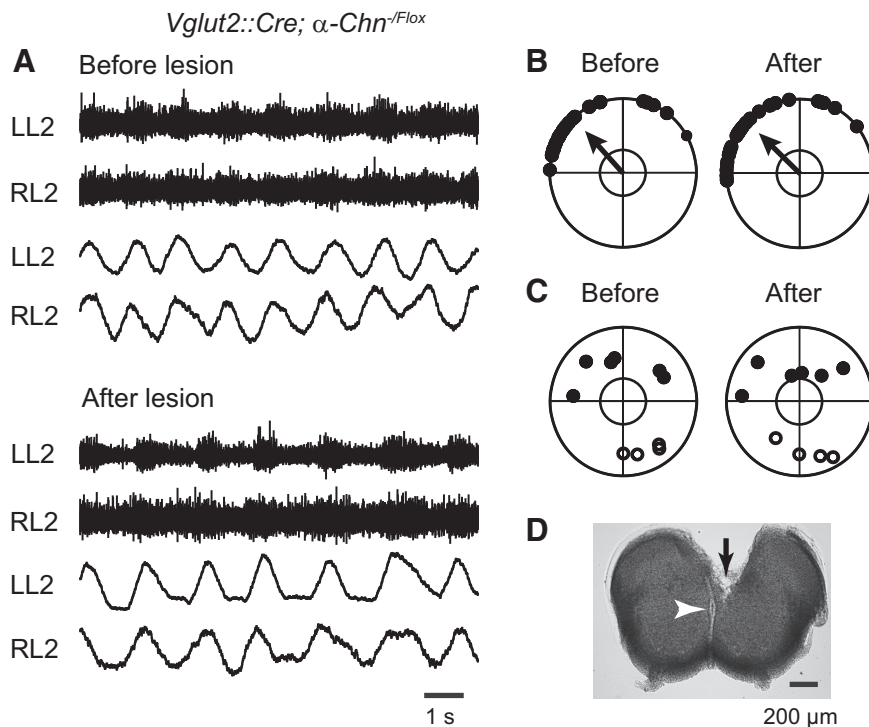 Vglut2::Cre; α-Chn-/Flox
A
Before lesion
LL2
RL2
LL2
RL2
After lesion
LL2
RL2
LL2
RL2
1 s
B
Before
After
C
Before
After
D
200 µm